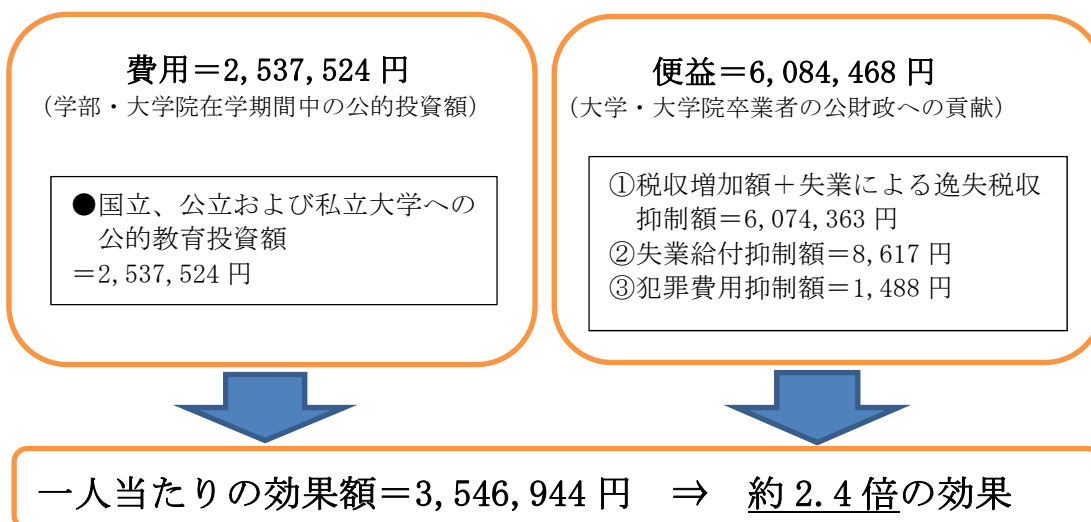 費用＝2,537,524 円
（学部・大学院在学期間中の公的投資額）
●国立、公立および私立大学への
公的教育投資額
＝2,537,524 円
便益＝6,084,468 円
（大学・大学院卒業者の公財政への貢献）
①税収増加額＋失業による逸失税収
抑制額＝6,074,363 円
②失業給付抑制額＝8,617 円
③犯罪費用抑制額＝1,488 円
一人当たりの効果額＝3,546,944 円　⇒　約 2.4 倍の効果